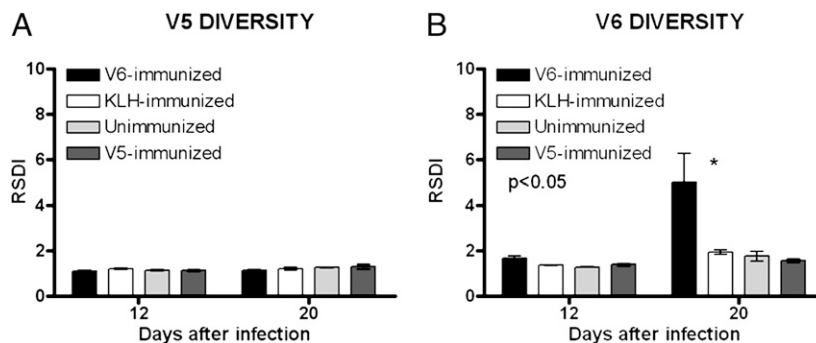 A
V5 DIVERSITY
10
8
6
4
2
0
RSDI
V6-immunized
KLH-immunized
Unimmunized
V5-immunized
12
20
Days after infection
B
V6 DIVERSITY
10
8
6
4
2
0
RSDI
V6-immunized
KLH-immunized
Unimmunized
V5-immunized
p<0.05
*
12
20
Days after infection